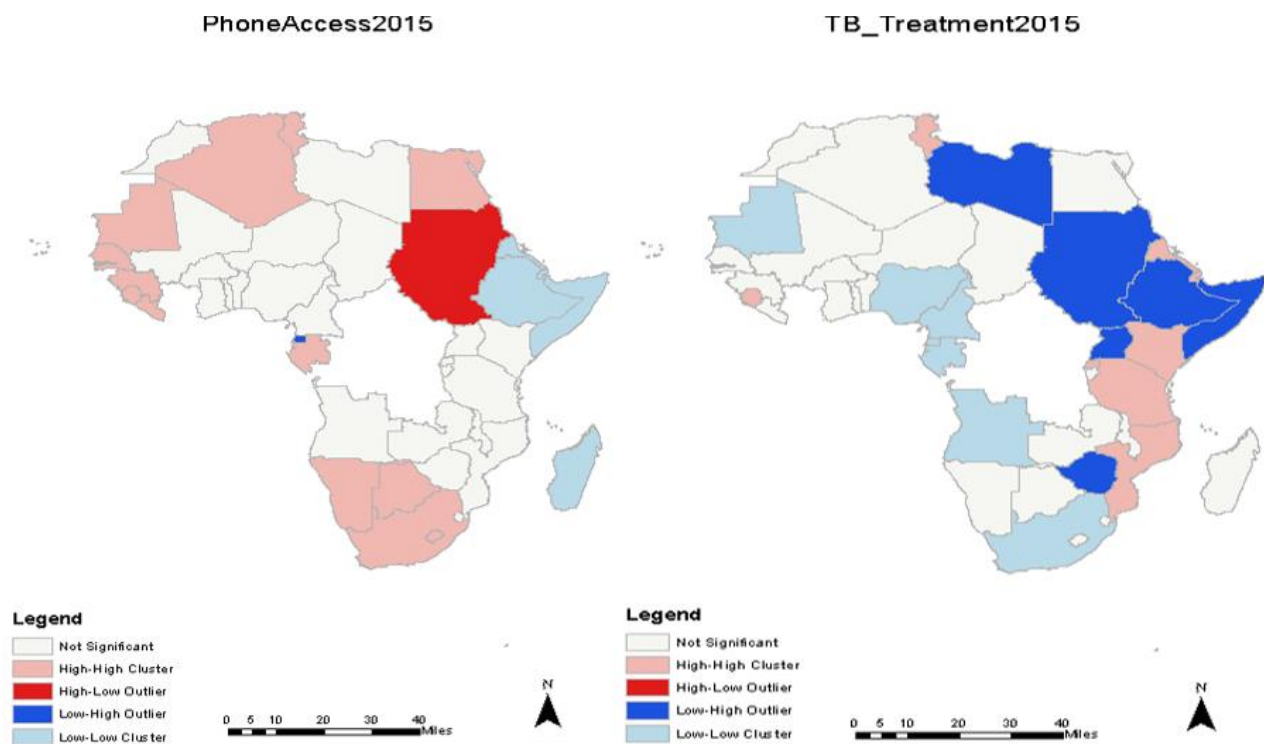 PhoneAccess2015
TB_Treatment2015
Legend
Not Significant
High-High Cluster
High-Low Outlier
Low-High Outlier
Low-Low Cluster
N
0 5 10 20 30 40
Miles
Legend
Not Significant
High-High Cluster
High-Low Outlier
Low-High Outlier
Low-Low Cluster
N
0 5 10 20 30 40
Miles